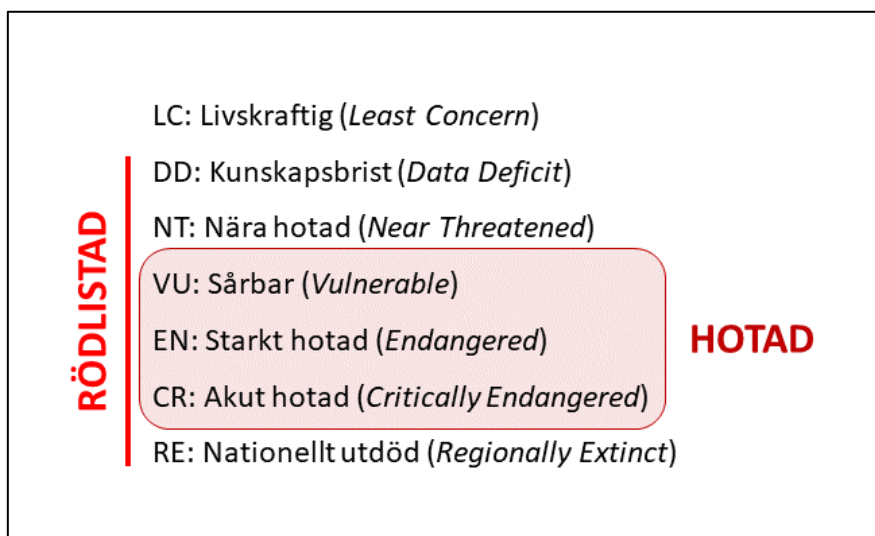 LC: Livskraftig (Least Concern)
DD: Kunskapsbrist (Data Deficit)
NT: Nära hotad (Near Threatened)
VU: Sårbar (Vulnerable)
EN: Starkt hotad (Endangered)
CR: Akut hotad (Critically Endangered)
RE: Nationellt utdöd (Regionally Extinct)
RÖDLISTAD
HOTAD